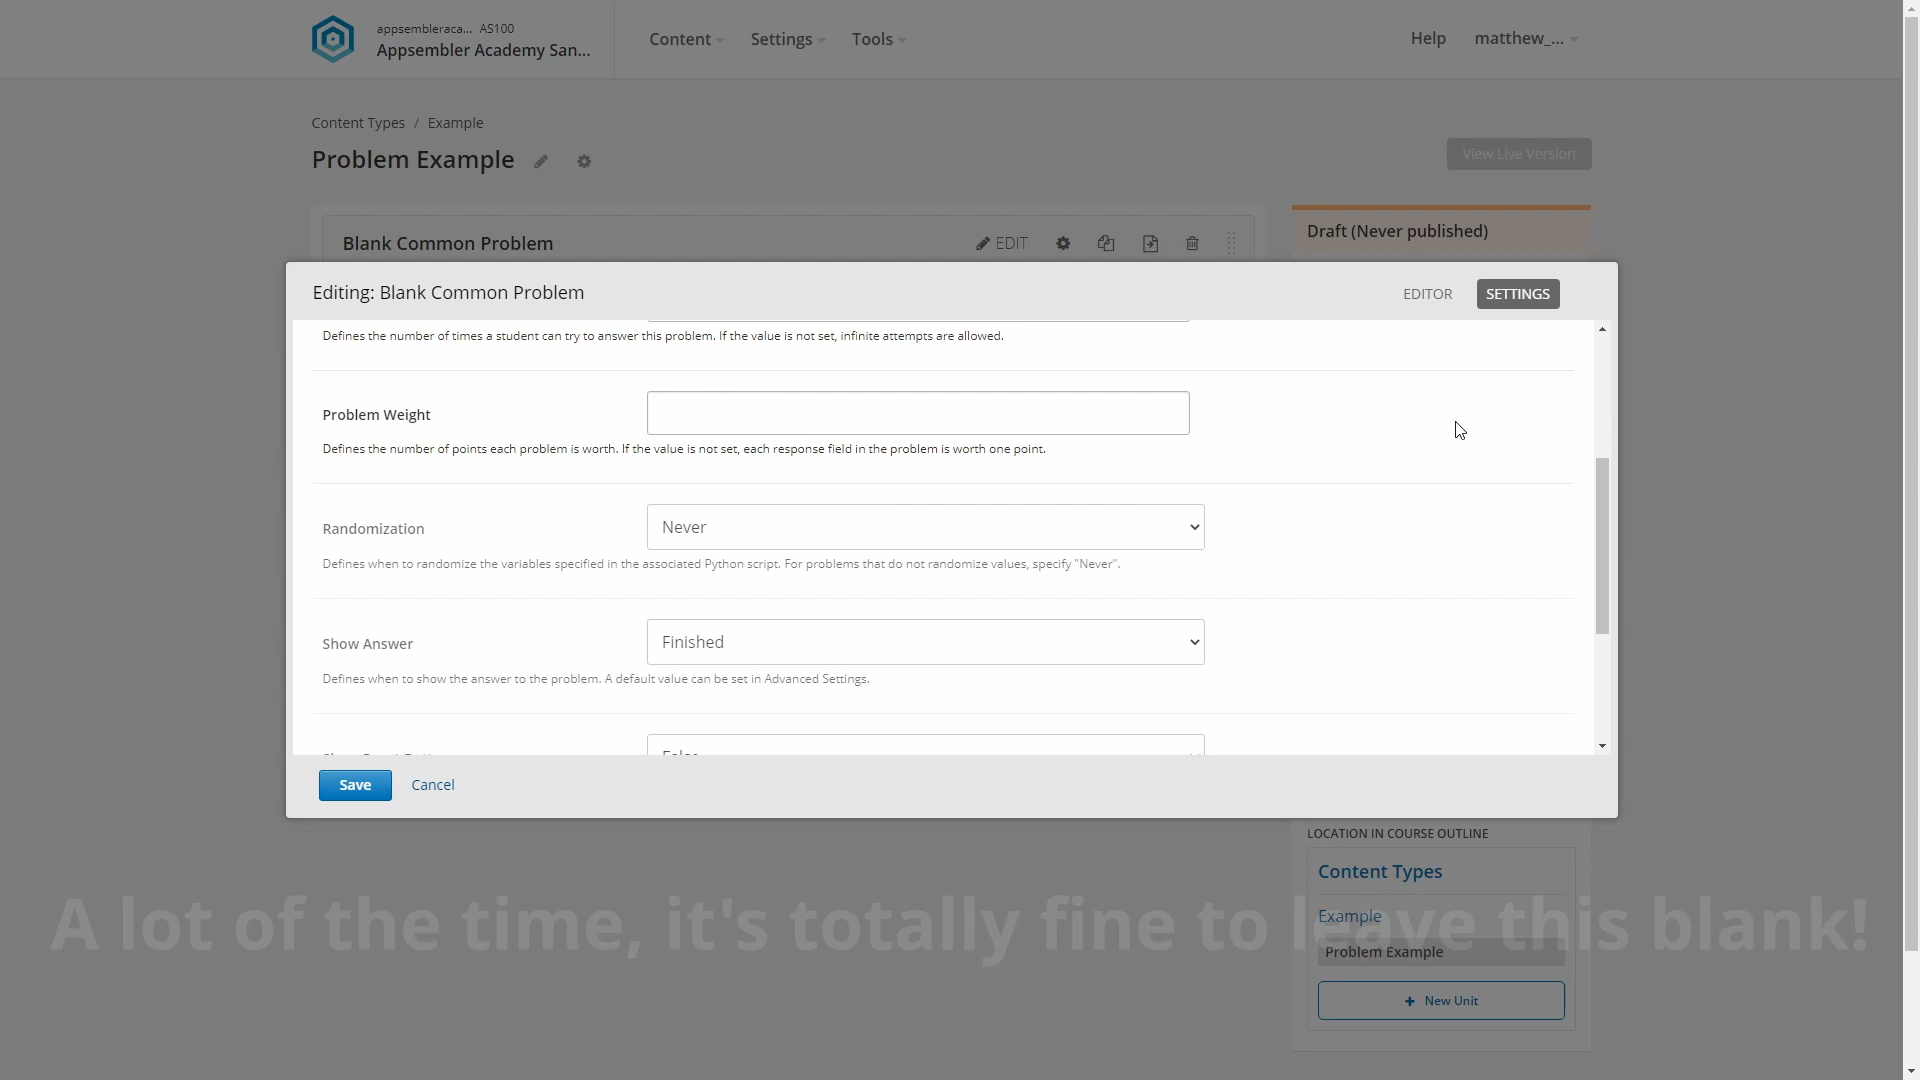 appsembleraca... AS100
Appsembler Academy San...
Content
Settings
Tools
Help
matthew_...
Content Types / Example
Problem Example
View Live Version
Blank Common Problem
EDIT
Draft (Never published)
Editing: Blank Common Problem
EDITOR
SETTINGS
Defines the number of times a student can try to answer this problem. If the value is not set, infinite attempts are allowed.
Problem Weight
Defines the number of points each problem is worth. If the value is not set, each response field in the problem is worth one point.
Randomization
Never
Defines when to randomize the variables specified in the associated Python script. For problems that do not randomize values, specify "Never".
Show Answer
Finished
Defines when to show the answer to the problem. A default value can be set in Advanced Settings.
Save
Cancel
LOCATION IN COURSE OUTLINE
Content Types
Example
A lot of the time, it's totally fine to leave this blank!
Problem Example
+ New Unit